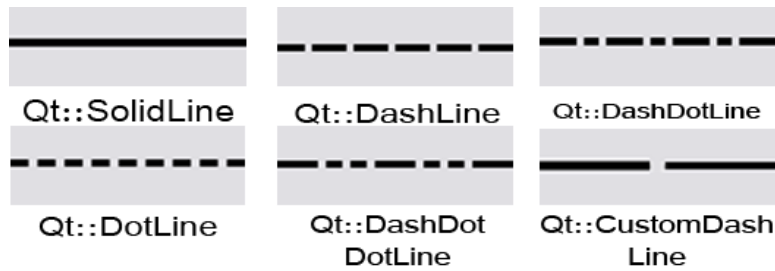 Qt::SolidLine
Qt::DashLine
Qt::DashDotLine
Qt::DotLine
Qt::DashDot
DotLine
Qt::CustomDash
Line